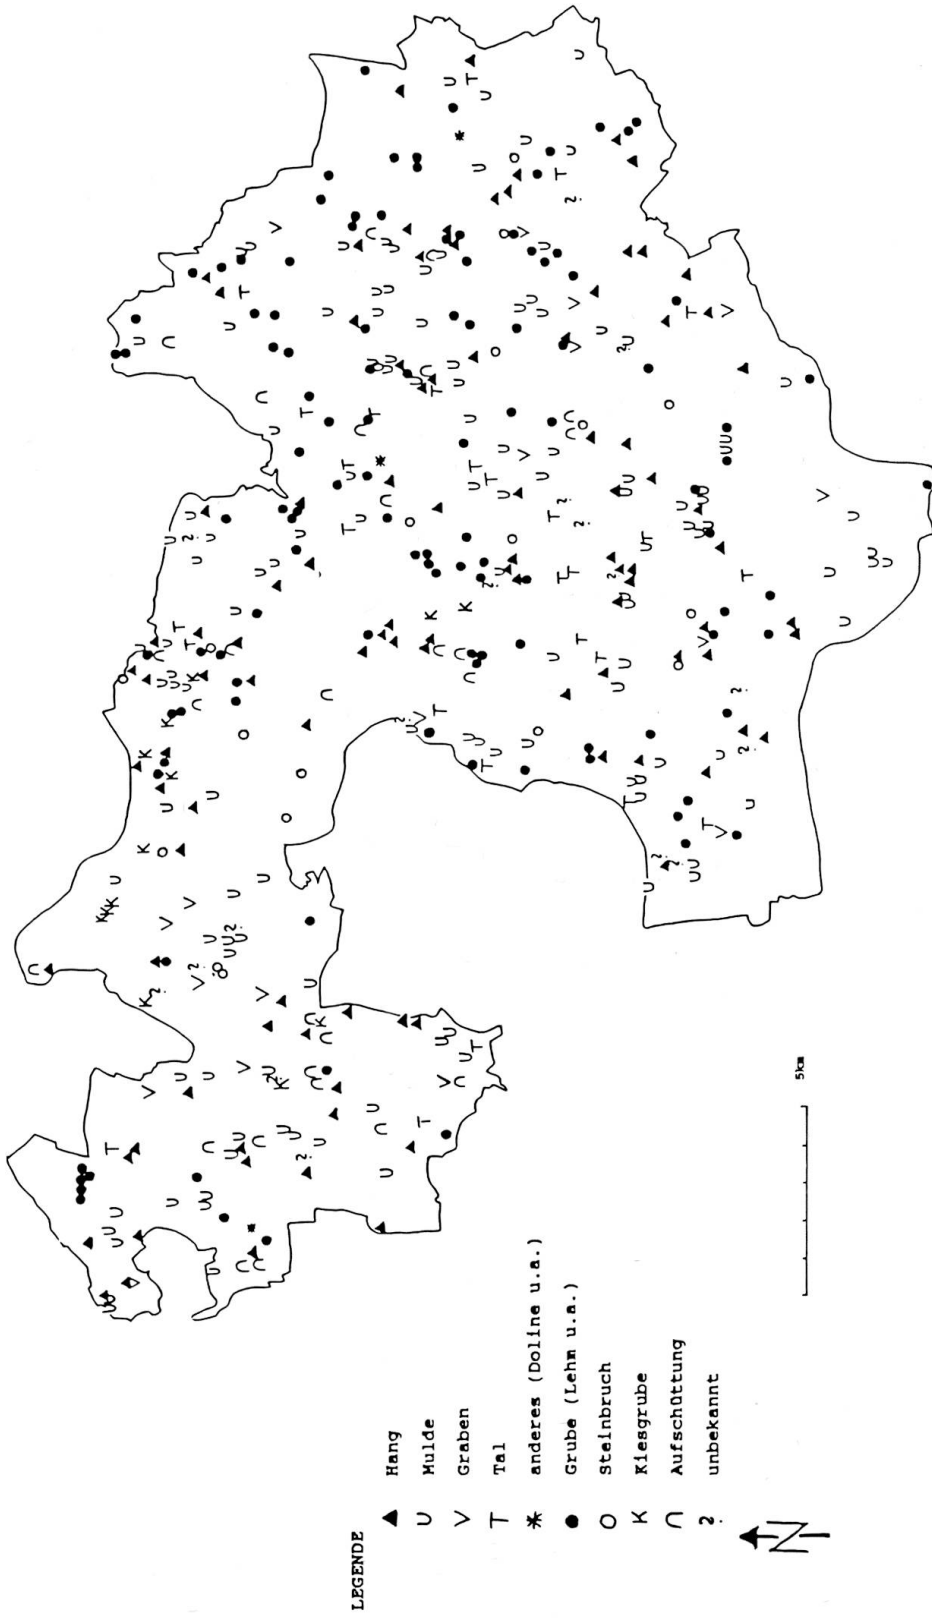 LEGENDE
▲ Hang
U Mulde
V Graben
T Tal
* anderes (Doline u.a.)
● Grube (Lehm u.a.)
O Steinbruch
K Kiesgrube
∩ Aufschüttung
? unbekannt
N
5km